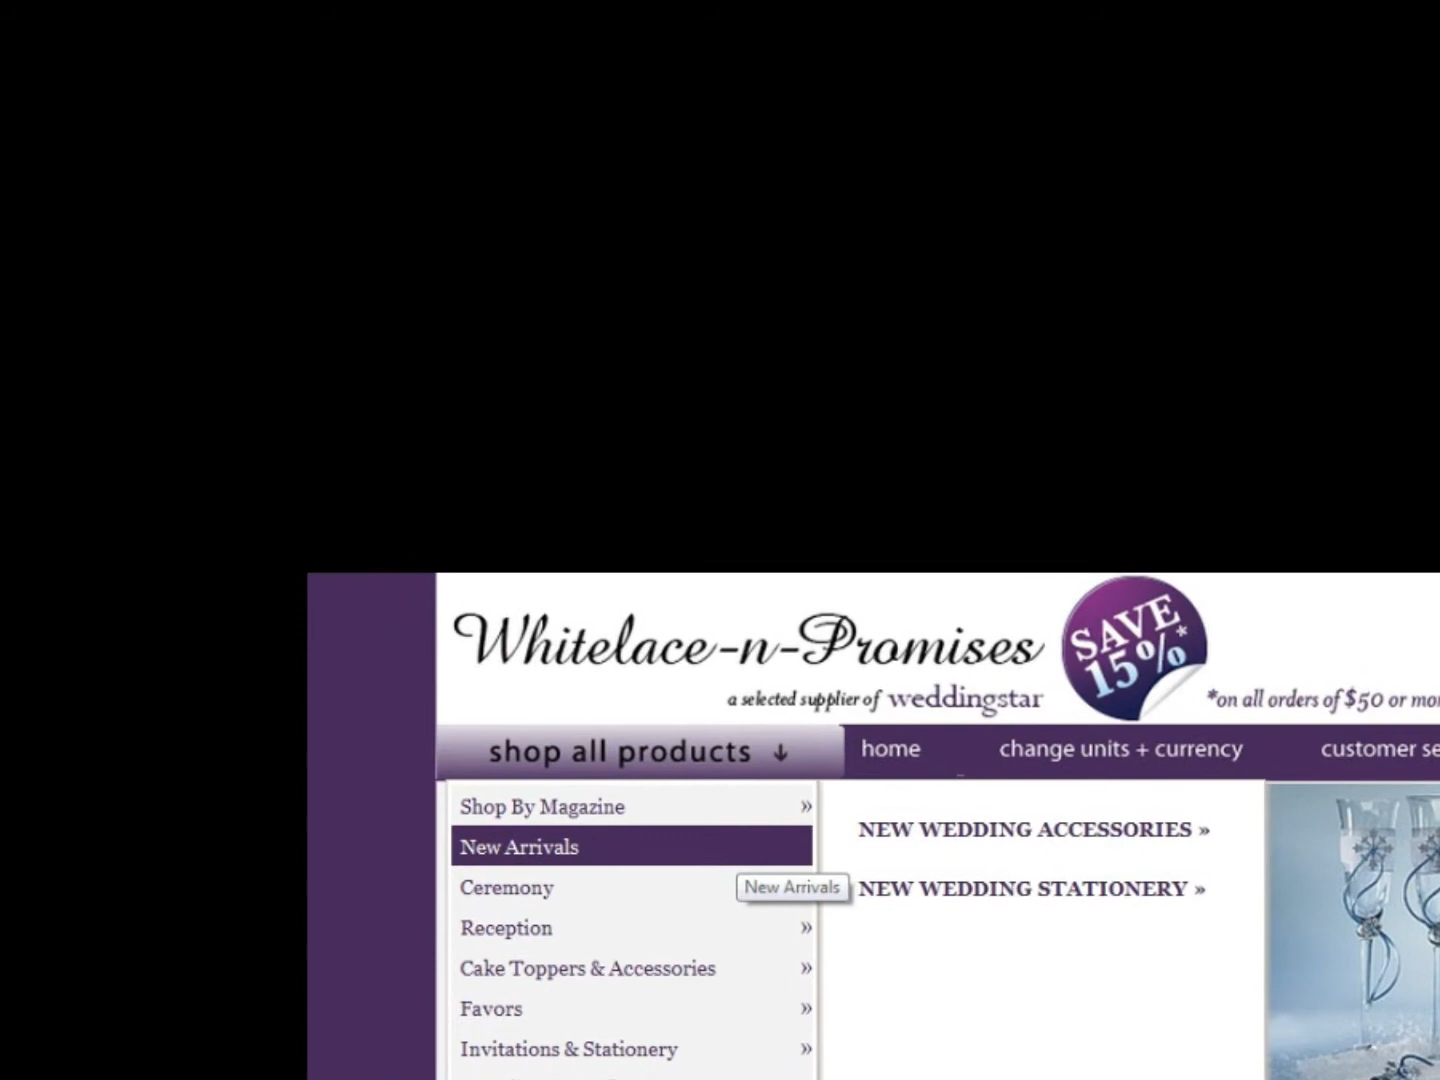 Whitelace-n-Promises
a selected supplier of weddingstar
SAVE
15%*
*on all orders of $50 or
shop all products ↓
home
change units + currency
customer
Shop By Magazine »
New Arrivals
Ceremony
New Arrivals
Reception »
Cake Toppers & Accessories »
Favors »
Invitations & Stationery »
NEW WEDDING ACCESSORIES »
NEW WEDDING STATIONERY »